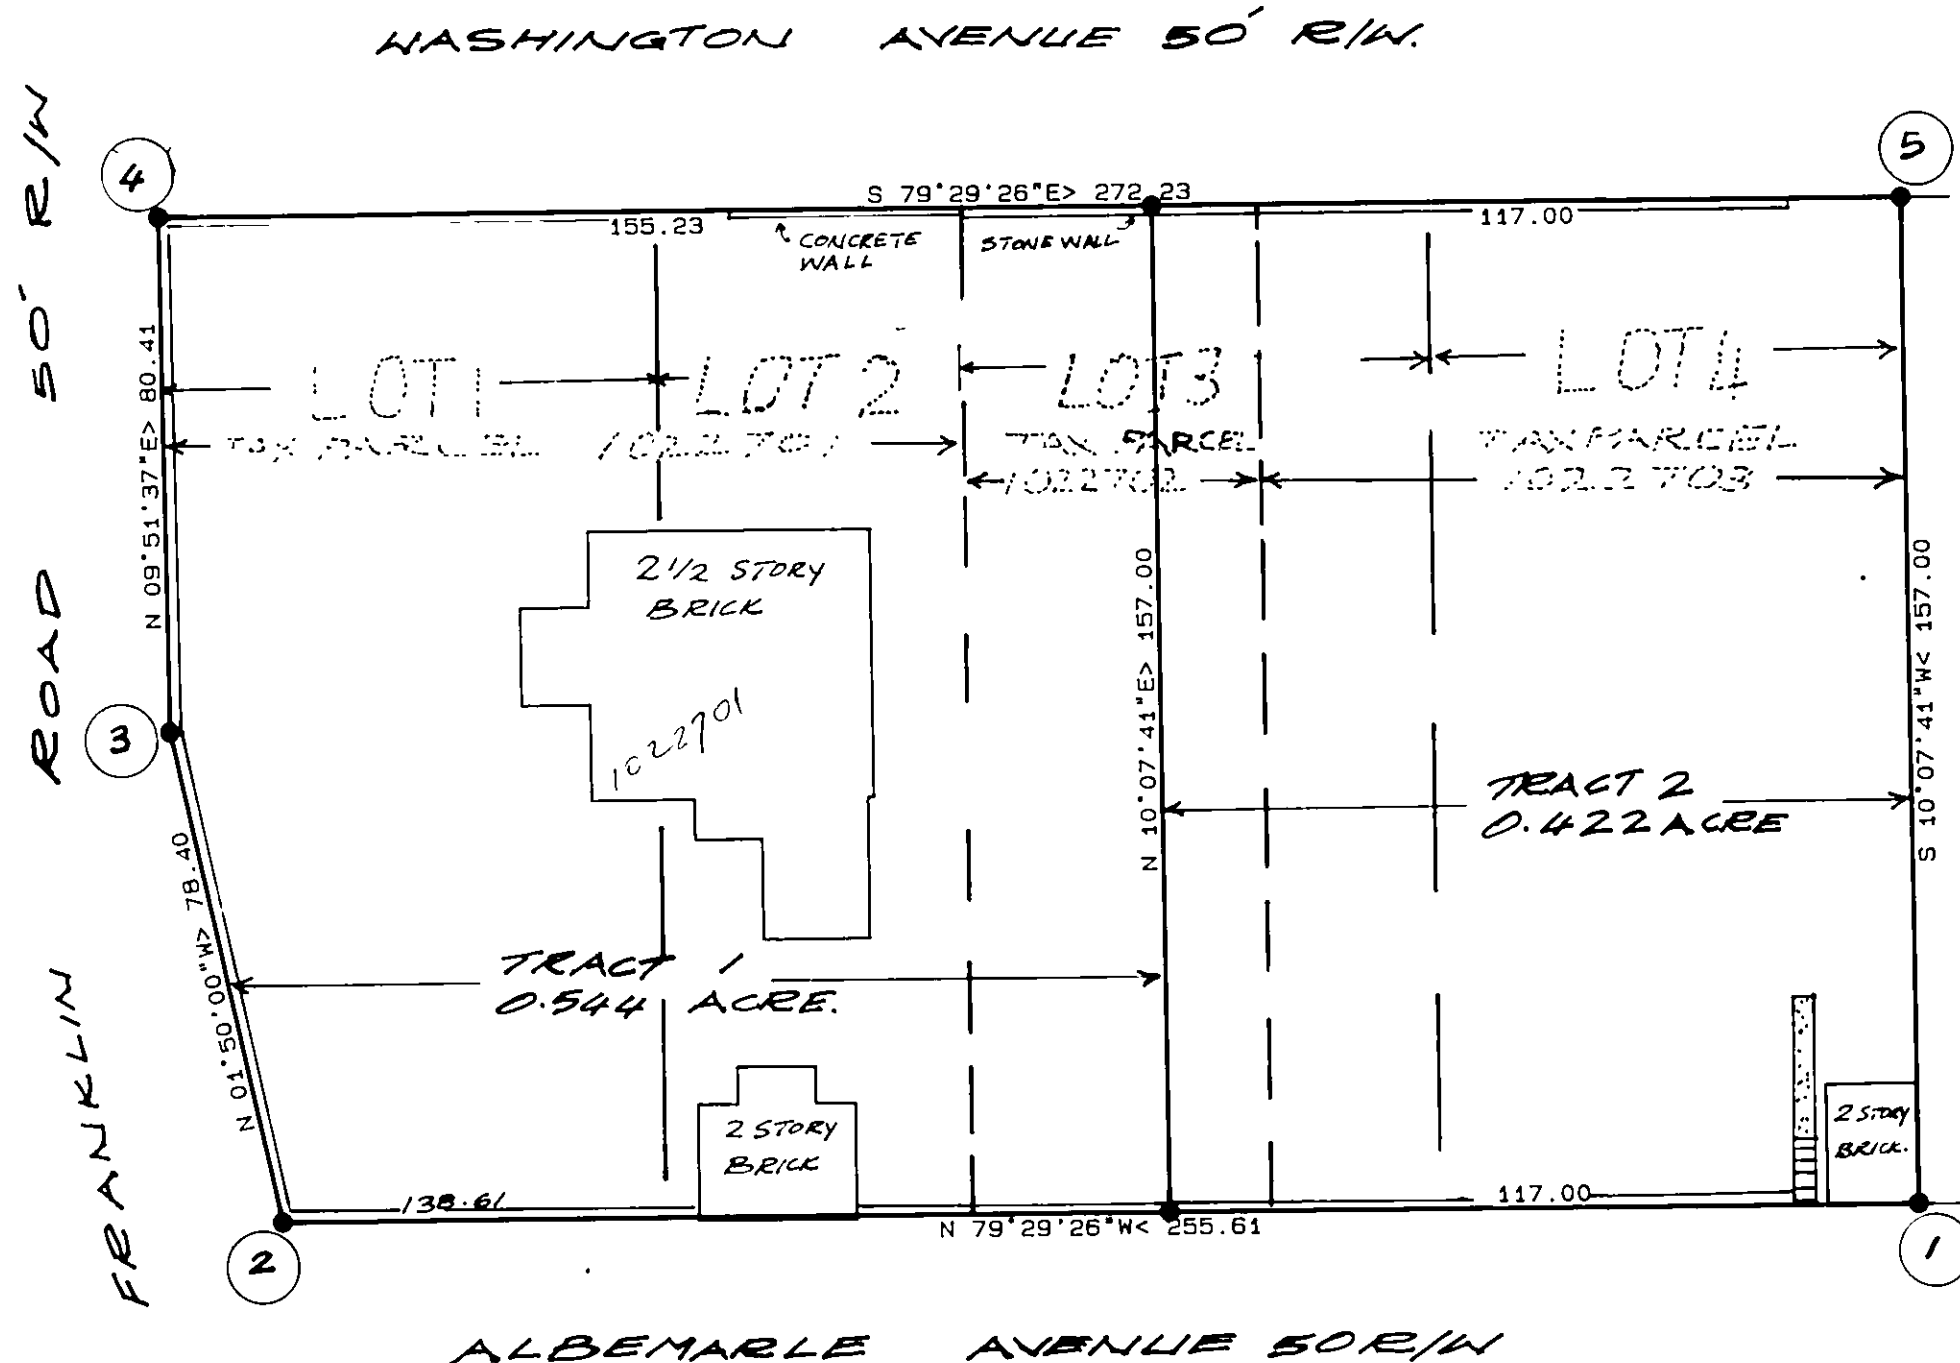 WASHINGTON AVENUE 50' R/W.
FRANKLIN ROAD 50' R/W
4
5
S 79°29'26"E> 272.23
155.23
117.00
CONCRETE
WALL
STONE WALL
N 09°51'37"E> 80.41
LOT 1
LOT 2
LOT 3
LOT 4
TAX PARCEL 1022701
TAX PARCEL
1022702
TAX PARCEL
1022703
2 1/2 STORY
BRICK
1022701
N 10°07'41"E> 157.00
S 10°07'41"W< 157.00
3
TRACT 2
0.422 ACRE
N 01°50'00"W> 78.40
TRACT 1
0.544 ACRE.
2 STORY
BRICK
2 STORY
BRICK.
138.61
117.00
N 79°29'26"W< 255.61
2
1
ALBEMARLE AVENUE 50 R/W